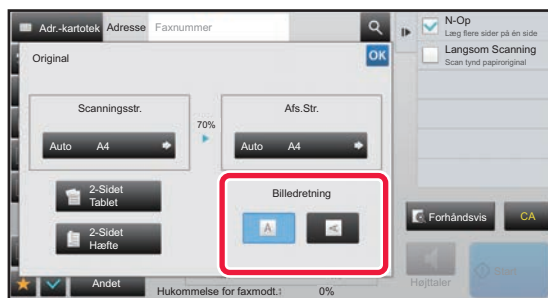 Adr.-kartotek Adresse Faxnummer
N-Op
Læg flere sider på én side
Langsom Scanning
Scan tynd papiroriginal
Original
OK
Scanningsstr.
70%
Afs.Str.
Auto A4
Auto A4
2-Sidet
Tablet
2-Sidet
Hæfte
Billedretning
A
A
Forhåndsvis
CA
Andet
Hukommelse for faxmodt.: 0%
Højttaler
Start